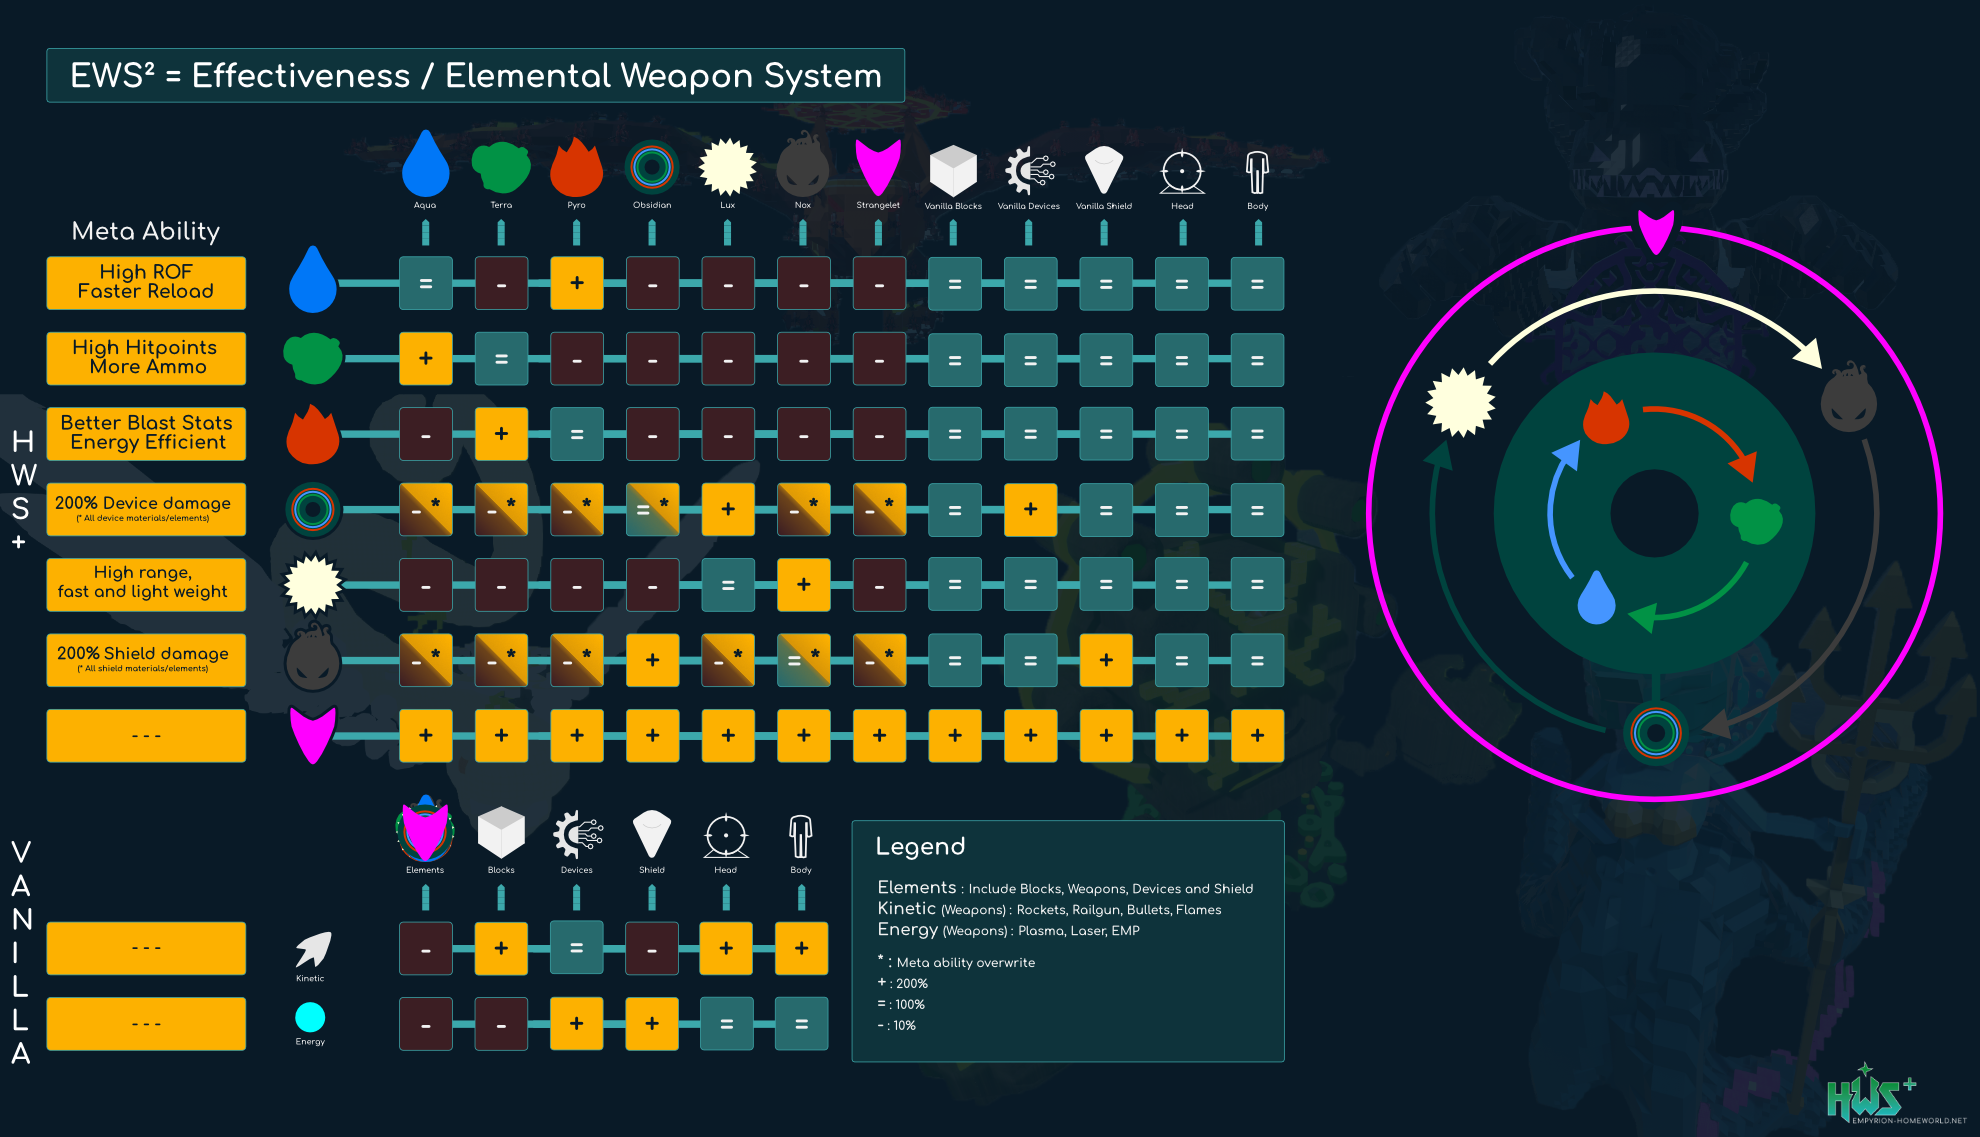 EWS² = Effectiveness / Elemental Weapon System
Aqua Terra Pyro Obsidian Lux Nox Strangelet Vanilla Blocks Vanilla Devices Vanilla Shield Head Body
Meta Ability
HWS+
High ROF
Faster Reload
= - + - - - - = = = = =
High Hitpoints
More Ammo
+ = - - - - - = = = = =
Better Blast Stats
Energy Efficient
- + = - - - - = = = = =
200% Device damage
(* All device materials/elements)
-* -* -* =* + -* -* = + = = =
High range,
fast and light weight
- - - - = + - = = = = =
200% Shield damage
(* All shield materials/elements)
-* -* -* + -* =* -* = = + = =
---
+ + + + + + + + + + + +
VANILLA
Elements Blocks Devices Shield Head Body
---
Kinetic
- + = - + +
---
Energy
- - + + = =
Legend
Elements : Include Blocks, Weapons, Devices and Shield
Kinetic (Weapons) : Rockets, Railgun, Bullets, Flames
Energy (Weapons) : Plasma, Laser, EMP
* : Meta ability overwrite
+ : 200%
= : 100%
- : 10%
HWS+
EMPYRION-HOMEWORLD.NET